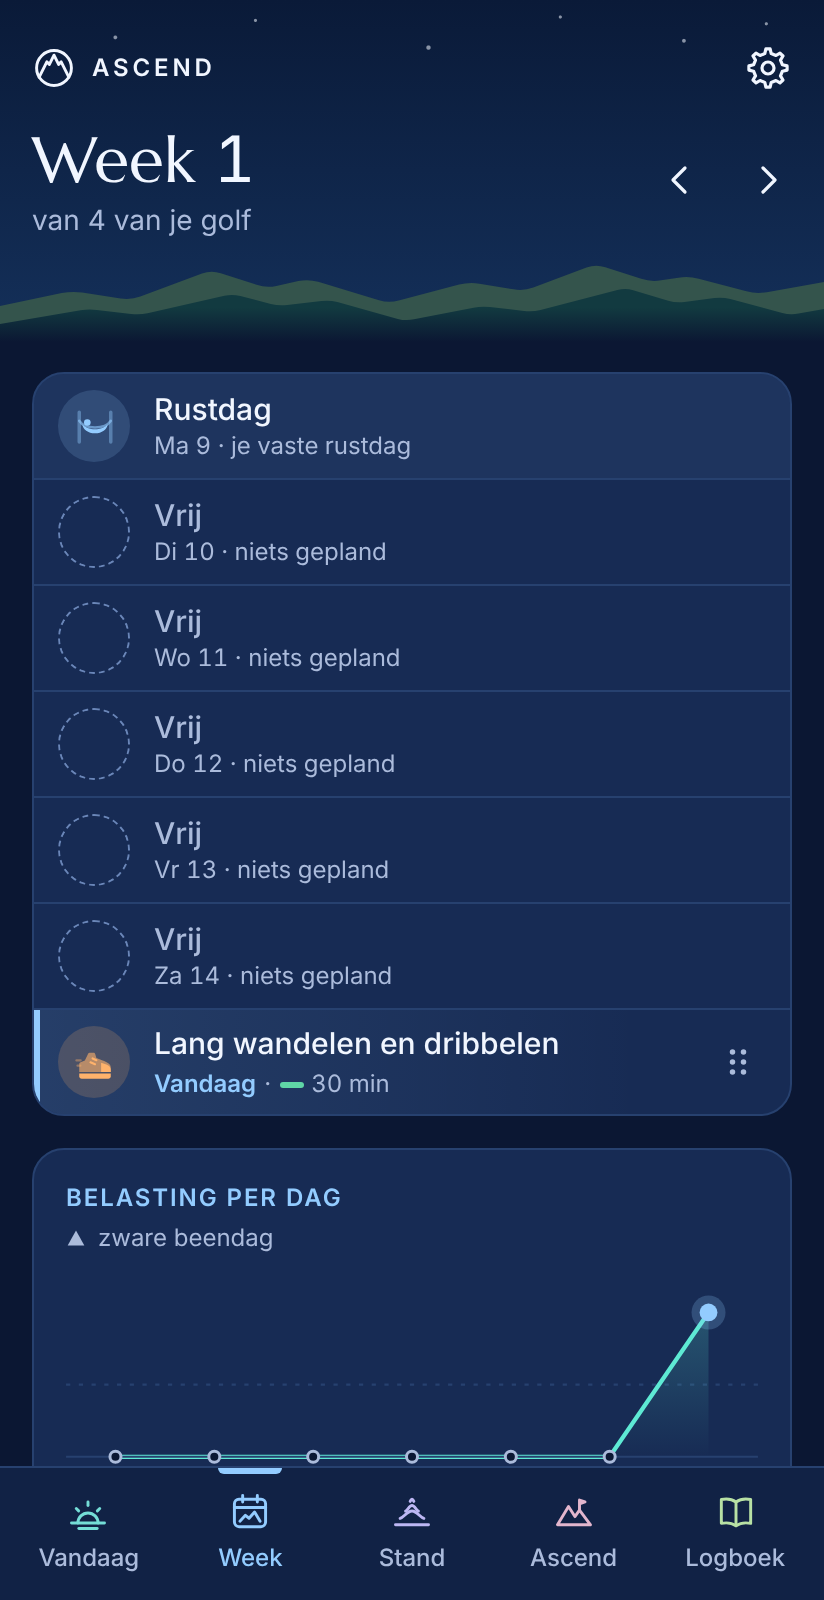 ASCEND
Week 1
van 4 van je golf
Rustdag
Ma 9 · je vaste rustdag
Vrij
Di 10 · niets gepland
Vrij
Wo 11 · niets gepland
Vrij
Do 12 · niets gepland
Vrij
Vr 13 · niets gepland
Vrij
Za 14 · niets gepland
Lang wandelen en dribbelen
Vandaag · 30 min
BELASTING PER DAG
▲ zware beendag
Vandaag
Week
Stand
Ascend
Logboek